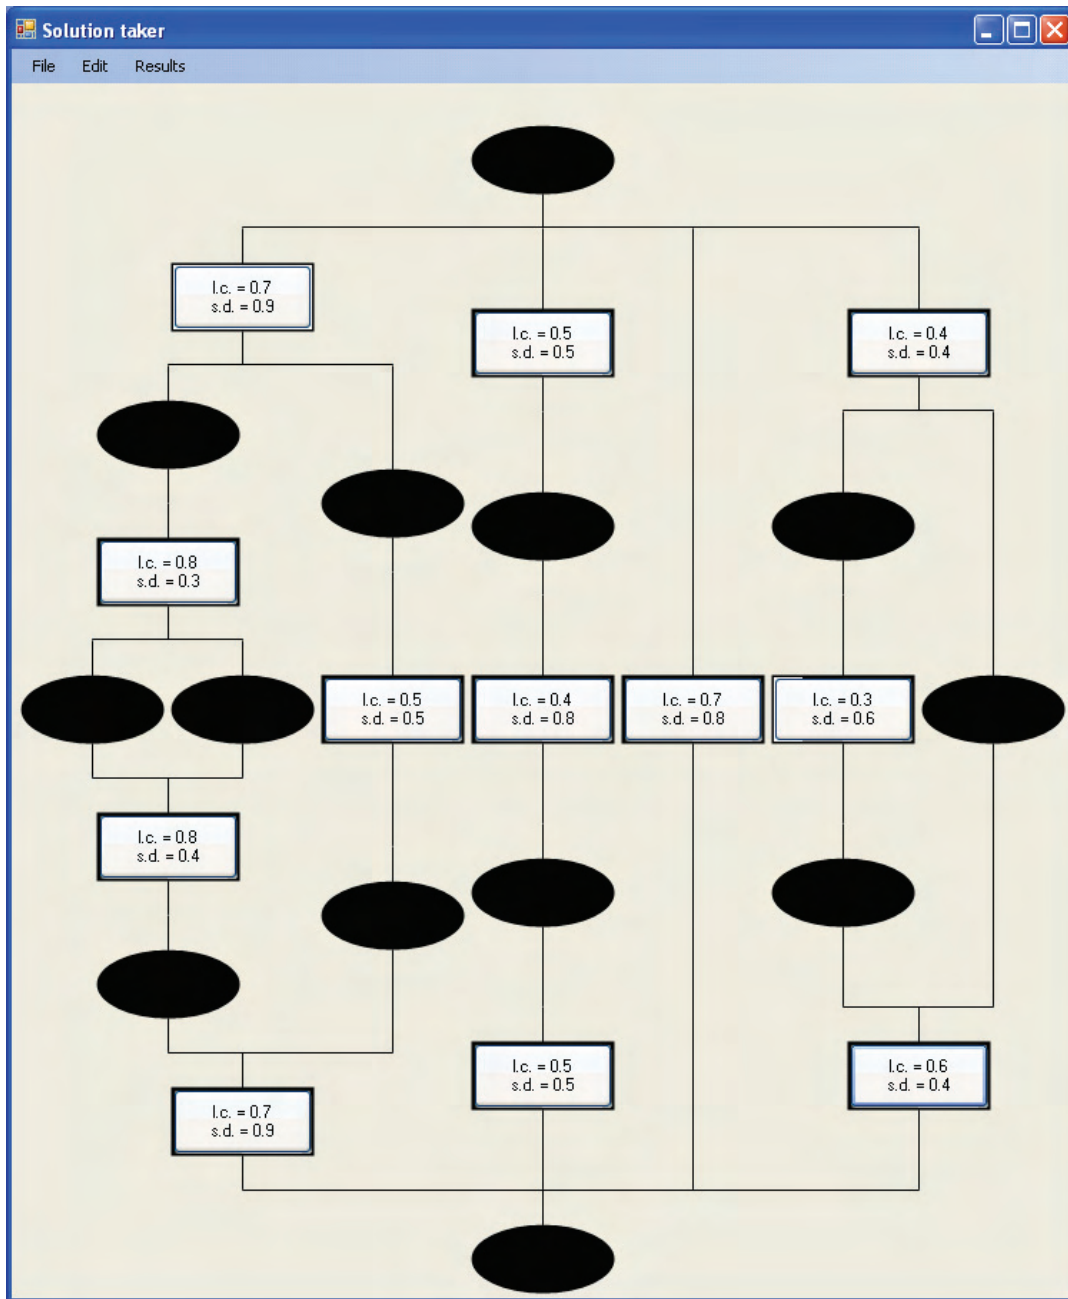 Solution taker
File Edit Results
l.c. = 0.7
s.d. = 0.9
l.c. = 0.5
s.d. = 0.5
l.c. = 0.4
s.d. = 0.4
l.c. = 0.8
s.d. = 0.3
l.c. = 0.5
s.d. = 0.5
l.c. = 0.4
s.d. = 0.8
l.c. = 0.7
s.d. = 0.8
l.c. = 0.3
s.d. = 0.6
l.c. = 0.8
s.d. = 0.4
l.c. = 0.5
s.d. = 0.5
l.c. = 0.6
s.d. = 0.4
l.c. = 0.7
s.d. = 0.9